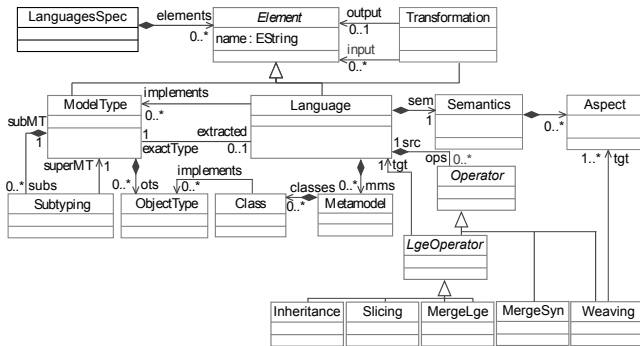 LanguagesSpec
elements
0..*
Element
name : EString
output
0..1
input
0..*
Transformation
ModelType
implements
0..*
Language
sem
1
Semantics
0..*
Aspect
subMT
1
1
exactType
extracted
0..1
1
src
ops
0..*
1..*
tgt
superMT
1
0..*
subs
0..*
ots
implements
0..*
classes
0..*
0..*
mms
1
tgt
Operator
Subtyping
ObjectType
Class
Metamodel
LgeOperator
Inheritance
Slicing
MergeLge
MergeSyn
Weaving